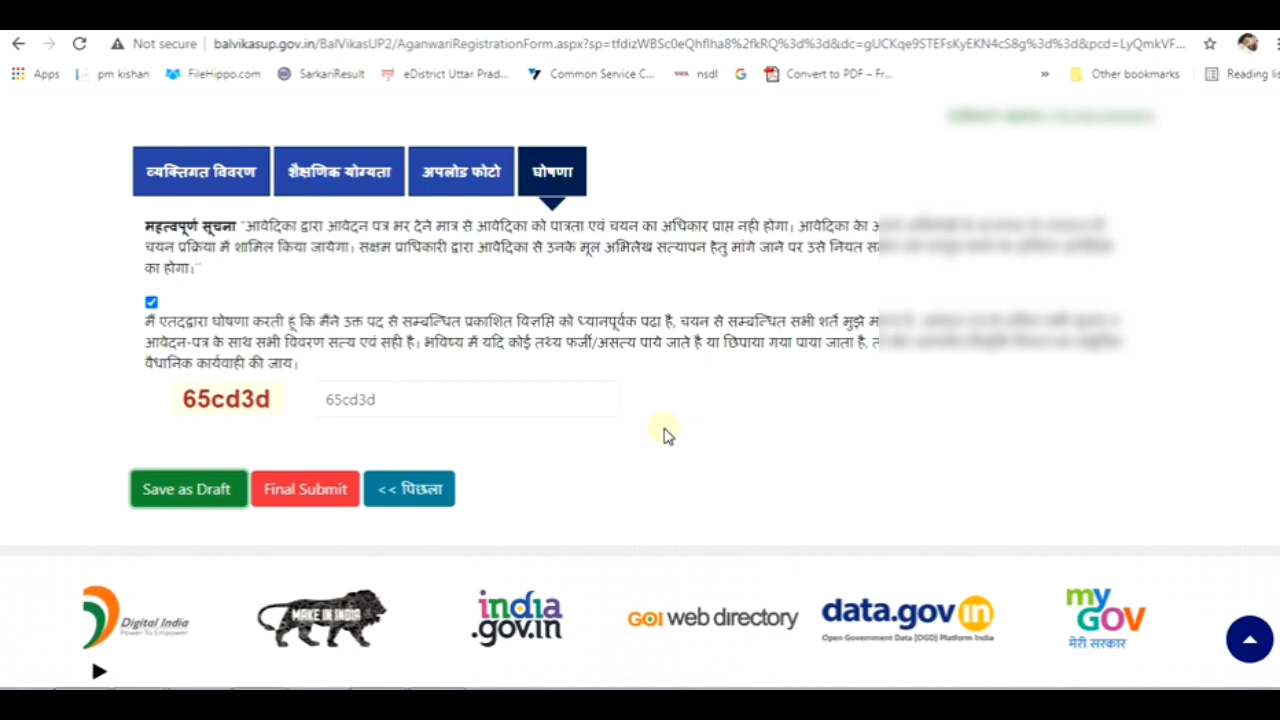 Not secure | balvikasup.gov.in/BalVikasUP2/AganwariRegistrationForm.aspx?sp=tfdizWBSc0eQhflha8%2fkRQ%3d%3d&dc=gUCKqe9STEFsKyEKN4cS8g%3d%3d&pcd=LyQmkVF...
Apps pm kishan FileHippo.com SarkariResult eDistrict Uttar Prad... Common Service C... nsdl Convert to PDF – Fr... » Other bookmarks Reading lis
व्यक्तिगत विवरण शैक्षणिक योग्यता अपलोड फोटो घोषणा
महत्वपूर्ण सूचना "आवेदिका द्वारा आवेदन पत्र भर देने मात्र से आवेदिका को पात्रता एवं चयन का अधिकार प्राप्त नही होगा। आवेदिका केा
चयन प्रक्रिया में शामिल किया जायेगा। सक्षम प्राधिकारी द्वारा आवेदिका से उनके मूल अभिलेख सत्यापन हेतु मांगे जाने पर उसे नियत
का होगा।"
मैं एतद्द्वारा घोषणा करती हूं कि मैंने उक्त पद से सम्बन्धित प्रकाशित विज्ञप्ति को ध्यानपूर्वक पढा है, चयन से सम्बन्धित सभी शर्ते मुझे
आवेदन-पत्र के साथ सभी विवरण सत्य एवं सही है। भविष्य में यदि कोई तथ्य फर्जी/असत्य पाये जाते है या छिपाया गया पाया जाता है,
वैधानिक कार्यवाही की जाय।
65cd3d 65cd3d
Save as Draft Final Submit << पिछला
Digital India
Power To Empower
MAKE IN INDIA
india
.gov.in
GOI web directory
data.gov in
Open Government Data (OGD) Platform India
my
GOV
मेरी सरकार